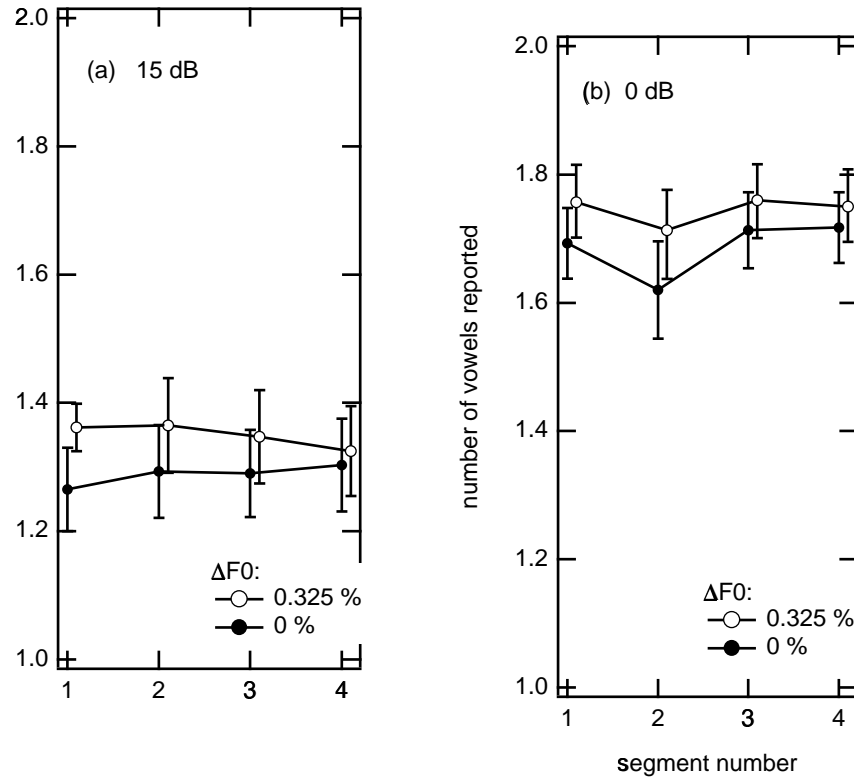 2.0
(a) 15 dB
1.8
1.6
1.4
1.2
ΔF0:
0.325 %
0 %
1.0
1 2 3 4
number of vowels reported
2.0
(b) 0 dB
1.8
1.6
1.4
1.2
ΔF0:
0.325 %
0 %
1.0
1 2 3 4
segment number